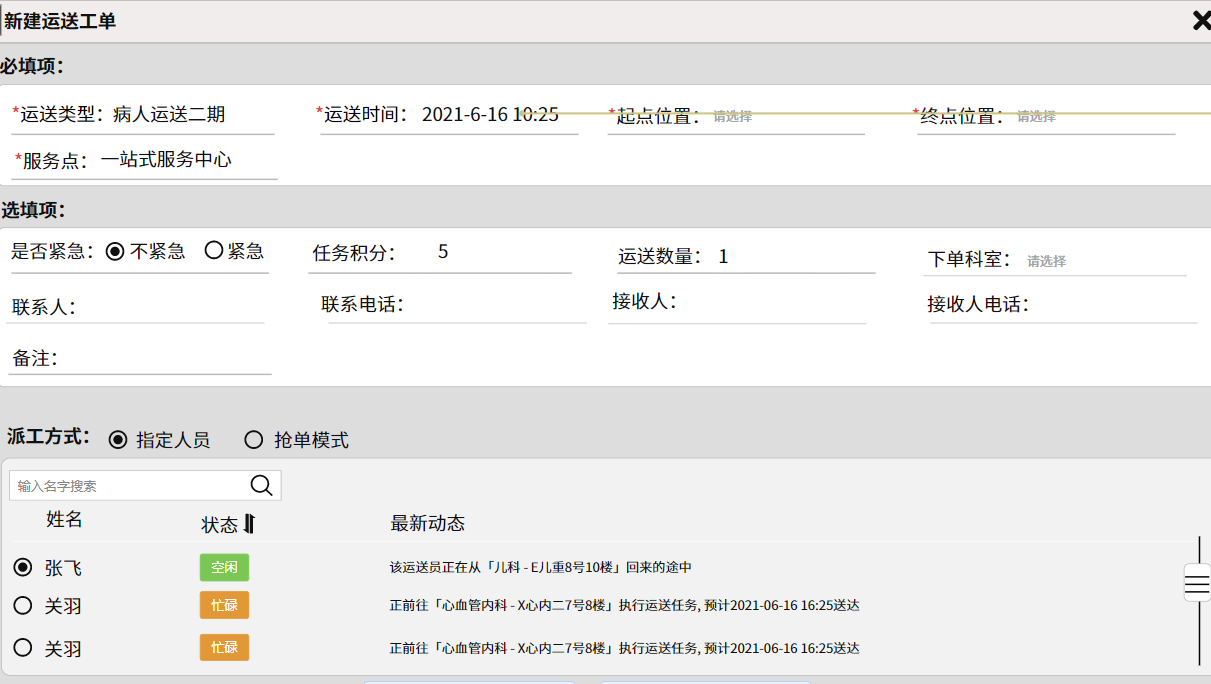 新建运送工单
必填项：
*运送类型：病人运送二期 *运送时间： 2021-6-16 10:25 *起点位置： 请选择 *终点位置： 请选择
*服务点： 一站式服务中心
选填项：
是否紧急： 不紧急 紧急 任务积分： 5 运送数量： 1 下单科室： 请选择
联系人： 联系电话： 接收人： 接收人电话：
备注：
派工方式： 指定人员 抢单模式
输入名字搜索
姓名 状态 最新动态
张飞 空闲 该运送员正在从「儿科 - E儿重8号10楼」回来的途中
关羽 忙碌 正前往「心血管内科 - X心内二7号8楼」执行运送任务, 预计2021-06-16 16:25送达
关羽 忙碌 正前往「心血管内科 - X心内二7号8楼」执行运送任务, 预计2021-06-16 16:25送达